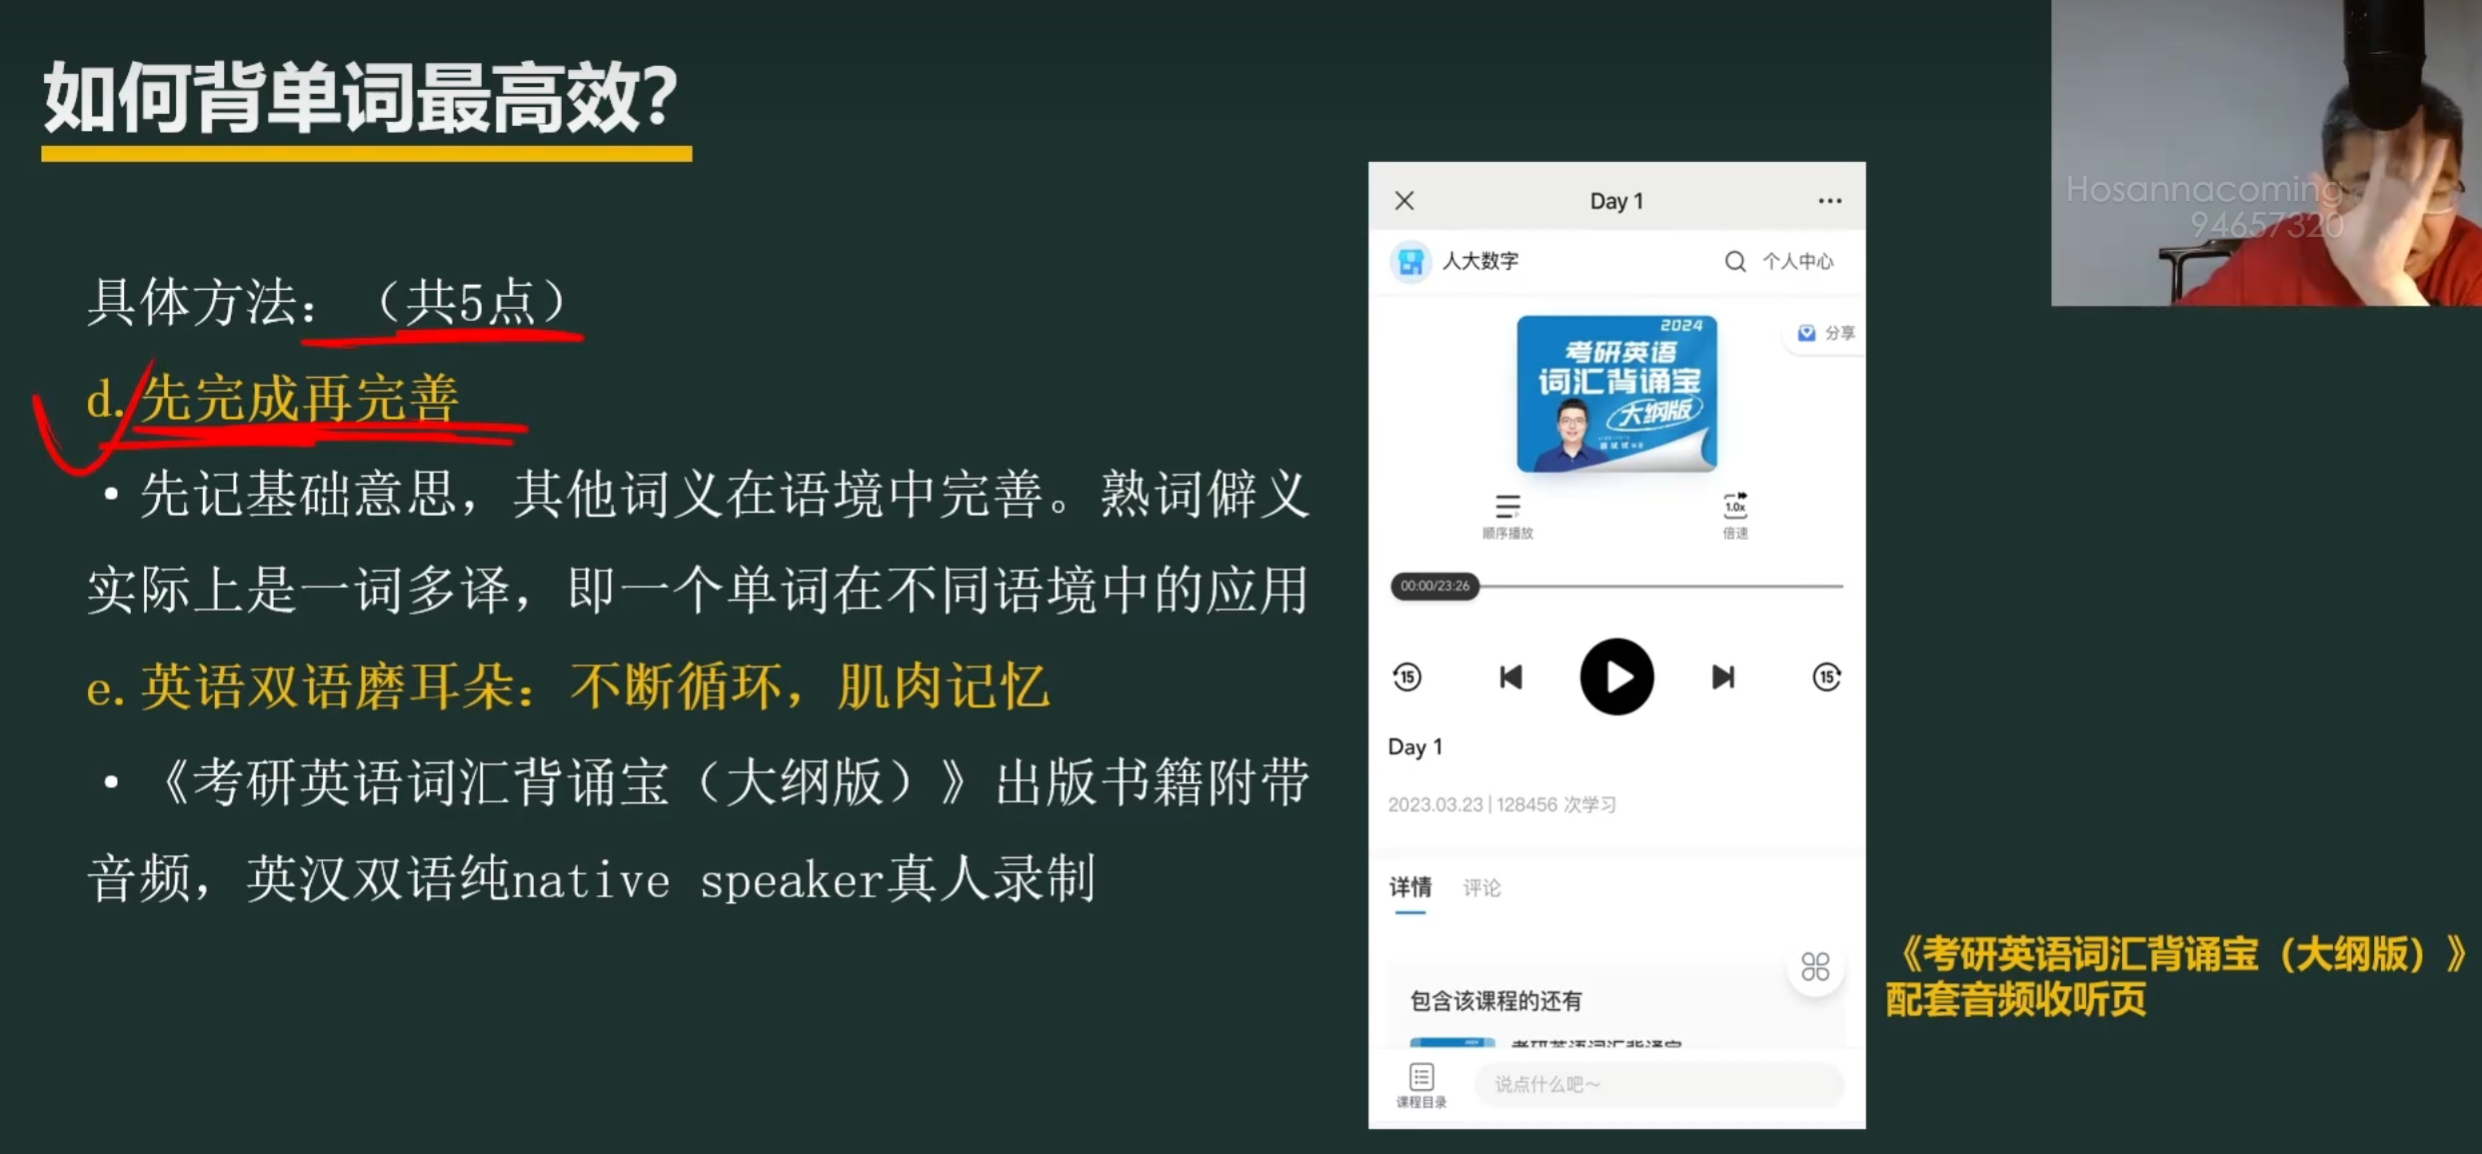 如何背单词最高效？
具体方法：（共5点）
d.先完成再完善
•先记基础意思，其他词义在语境中完善。熟词僻义
实际上是一词多译，即一个单词在不同语境中的应用
e.英语双语磨耳朵：不断循环，肌肉记忆
•《考研英语词汇背诵宝（大纲版）》出版书籍附带
音频，英汉双语纯native speaker真人录制
Day 1
人大数字
个人中心
分享
2024
考研英语
词汇背诵宝
大纲版
顺序播放
1.0x
倍速
00:00/23:26
15
15
Day 1
2023.03.23|128456 次学习
详情 评论
包含该课程的还有
考研英语词汇背诵宝
课程目录
说点什么吧～
《考研英语词汇背诵宝（大纲版）》
配套音频收听页
Hosannacoming
94657320